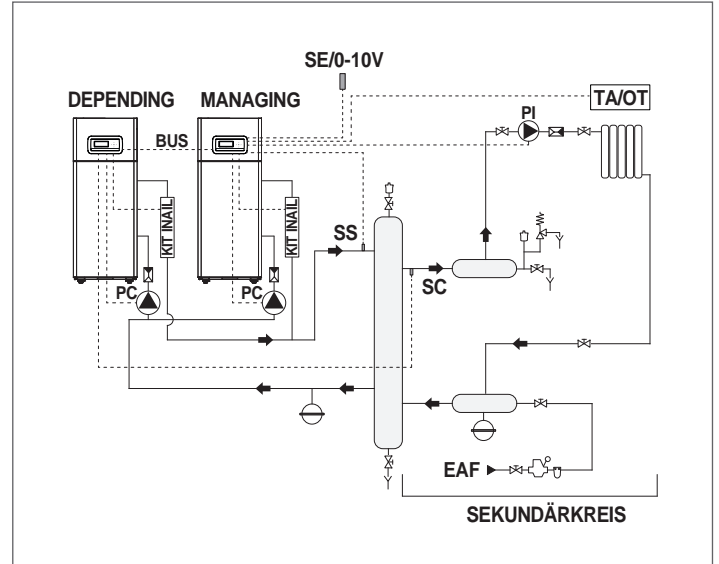 SE/0-10V
DEPENDING
MANAGING
TA/OT
PI
BUS
KIT INAIL
KIT INAIL
SS
SC
PC
PC
EAF
SEKUNDÄRKREIS